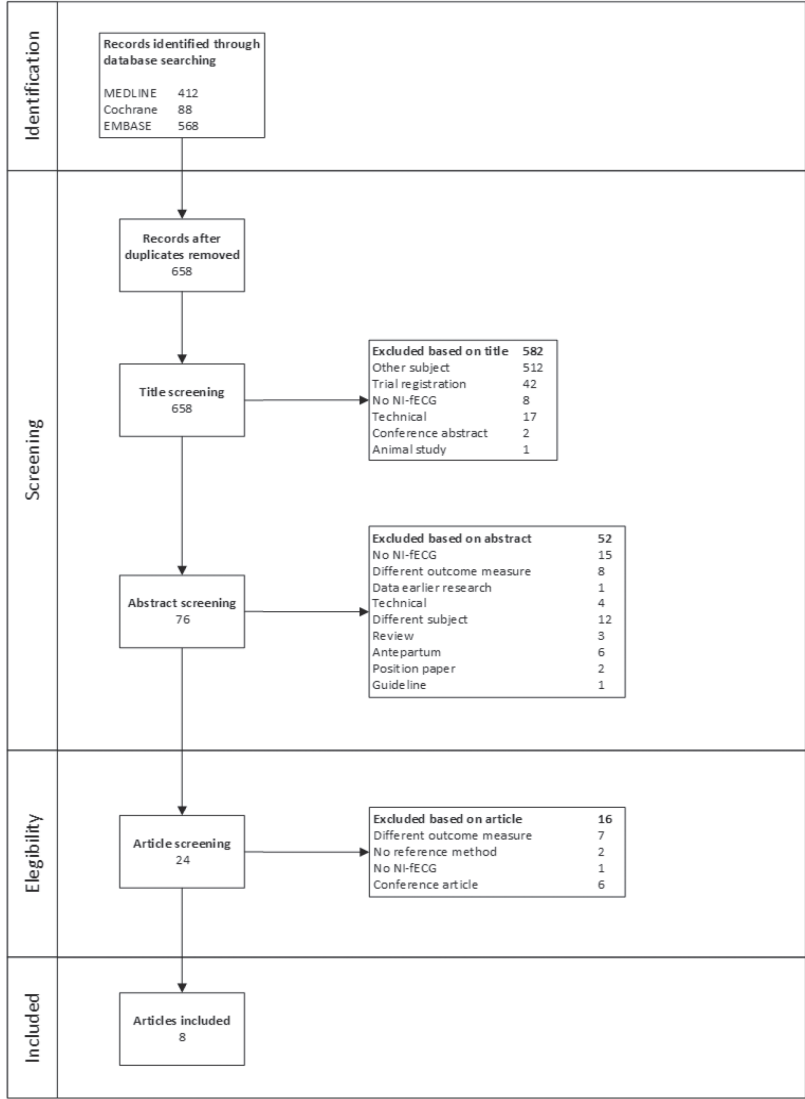 Identification
Records identified through
database searching
MEDLINE 412
Cochrane 88
EMBASE 568
Screening
Records after
duplicates removed
658
Title screening
658
Excluded based on title 582
Other subject 512
Trial registration 42
No NI-fECG 8
Technical 17
Conference abstract 2
Animal study 1
Abstract screening
76
Excluded based on abstract 52
No NI-fECG 15
Different outcome measure 8
Data earlier research 1
Technical 4
Different subject 12
Review 3
Antepartum 6
Position paper 2
Guideline 1
Elegibility
Article screening
24
Excluded based on article 16
Different outcome measure 7
No reference method 2
No NI-fECG 1
Conference article 6
Included
Articles included
8